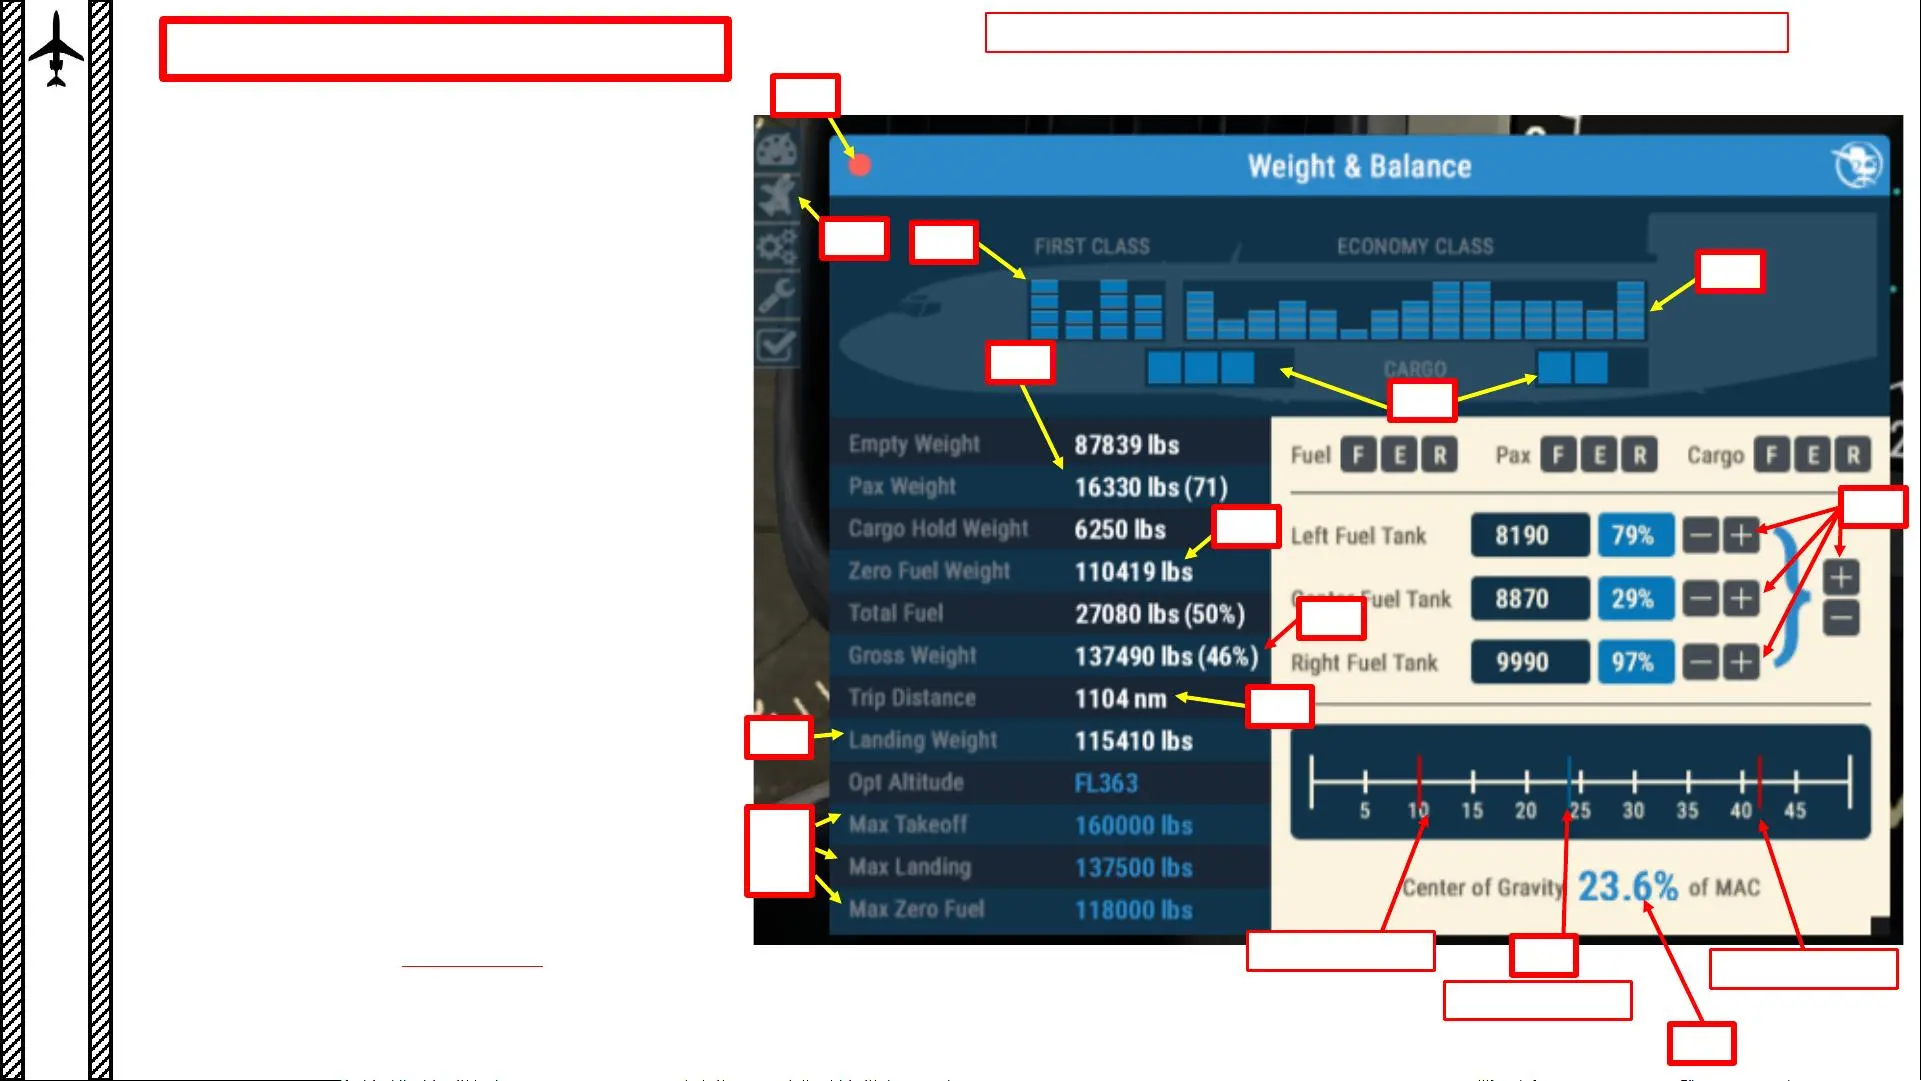 Weight & Balance
FIRST CLASS
ECONOMY CLASS
CARGO
Empty Weight 87839 lbs
Pax Weight 16330 lbs (71)
Cargo Hold Weight 6250 lbs
Zero Fuel Weight 110419 lbs
Total Fuel 27080 lbs (50%)
Gross Weight 137490 lbs (46%)
Trip Distance 1104 nm
Landing Weight 115410 lbs
Opt Altitude FL363
Max Takeoff 160000 lbs
Max Landing 137500 lbs
Max Zero Fuel 118000 lbs
Fuel F E R Pax F E R Cargo F E R
Left Fuel Tank 8190 79% − +
Fuel Tank 8870 29% − +
Right Fuel Tank 9990 97% − +
+
−
5 10 15 20 25 30 35 40 45
Center of Gravity 23.6% of MAC